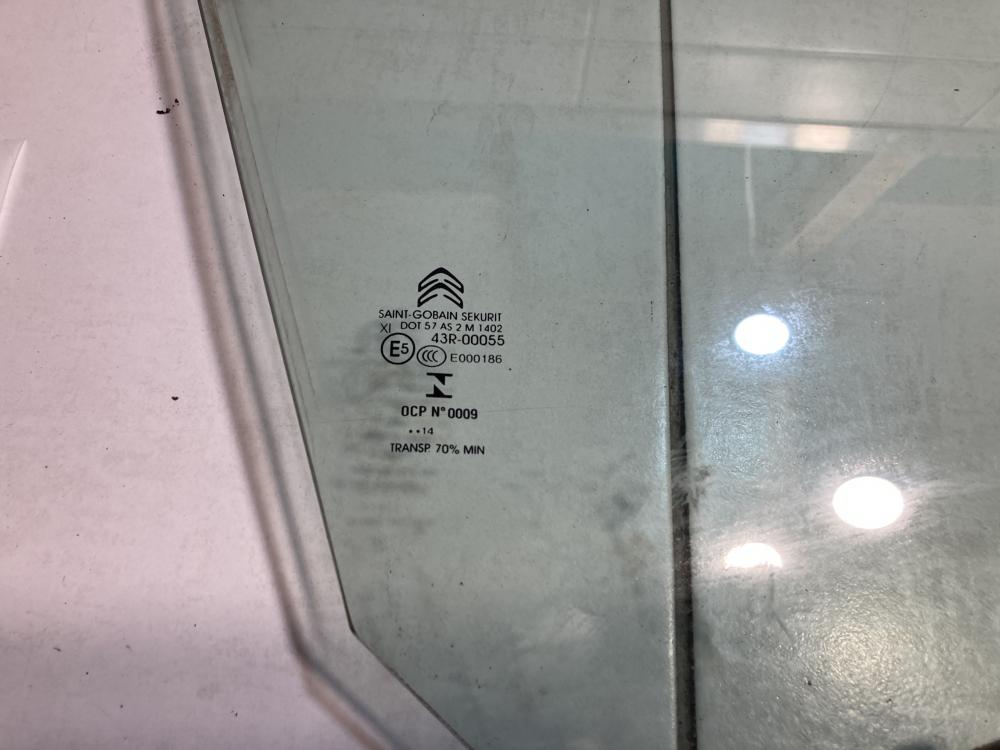 SAINT-GOBAIN SEKURIT
XI DOT 57 AS 2 M 1402
43R-00055
E5 CCC E000186
OCP N° 0009
••14
TRANSP. 70% MIN